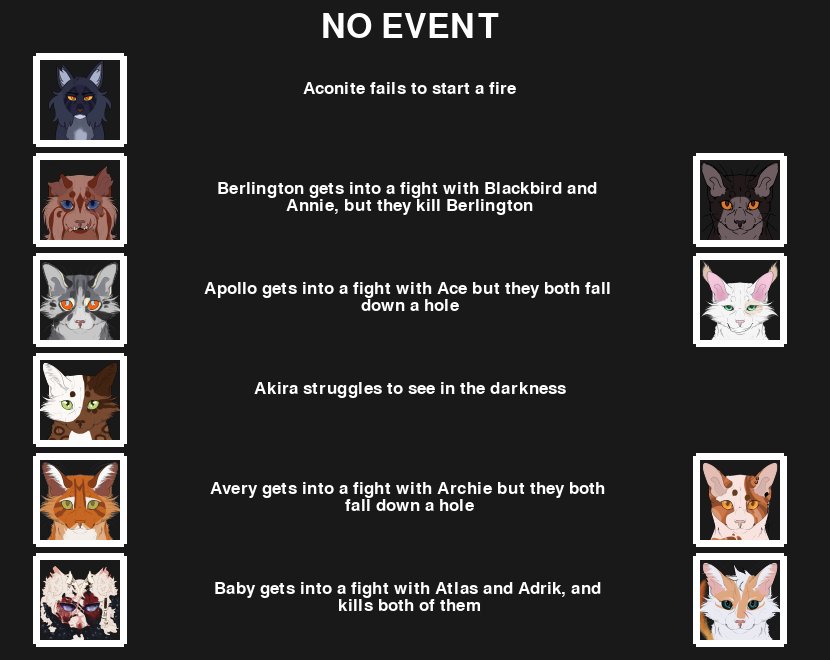 NO EVENT
Aconite fails to start a fire
Berlington gets into a fight with Blackbird and
Annie, but they kill Berlington
Apollo gets into a fight with Ace but they both fall
down a hole
Akira struggles to see in the darkness
Avery gets into a fight with Archie but they both
fall down a hole
Baby gets into a fight with Atlas and Adrik, and
kills both of them